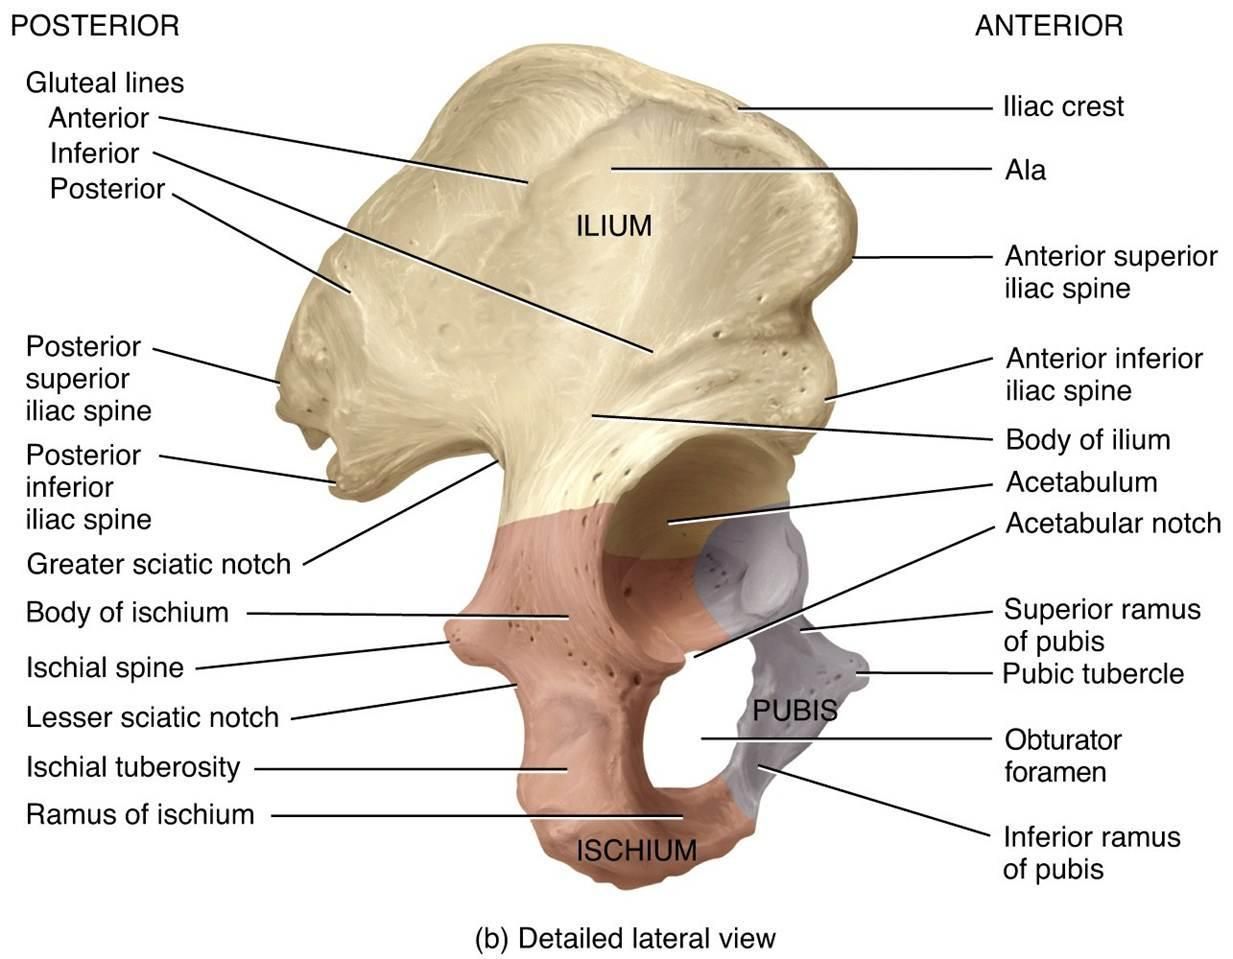 POSTERIOR
ANTERIOR
Gluteal lines
Anterior
Inferior
Posterior
Posterior
superior
iliac spine
Posterior
inferior
iliac spine
Greater sciatic notch
Body of ischium
Ischial spine
Lesser sciatic notch
Ischial tuberosity
Ramus of ischium
ILIUM
PUBIS
ISCHIUM
Iliac crest
Ala
Anterior superior
iliac spine
Anterior inferior
iliac spine
Body of ilium
Acetabulum
Acetabular notch
Superior ramus
of pubis
Pubic tubercle
Obturator
foramen
Inferior ramus
of pubis
(b) Detailed lateral view